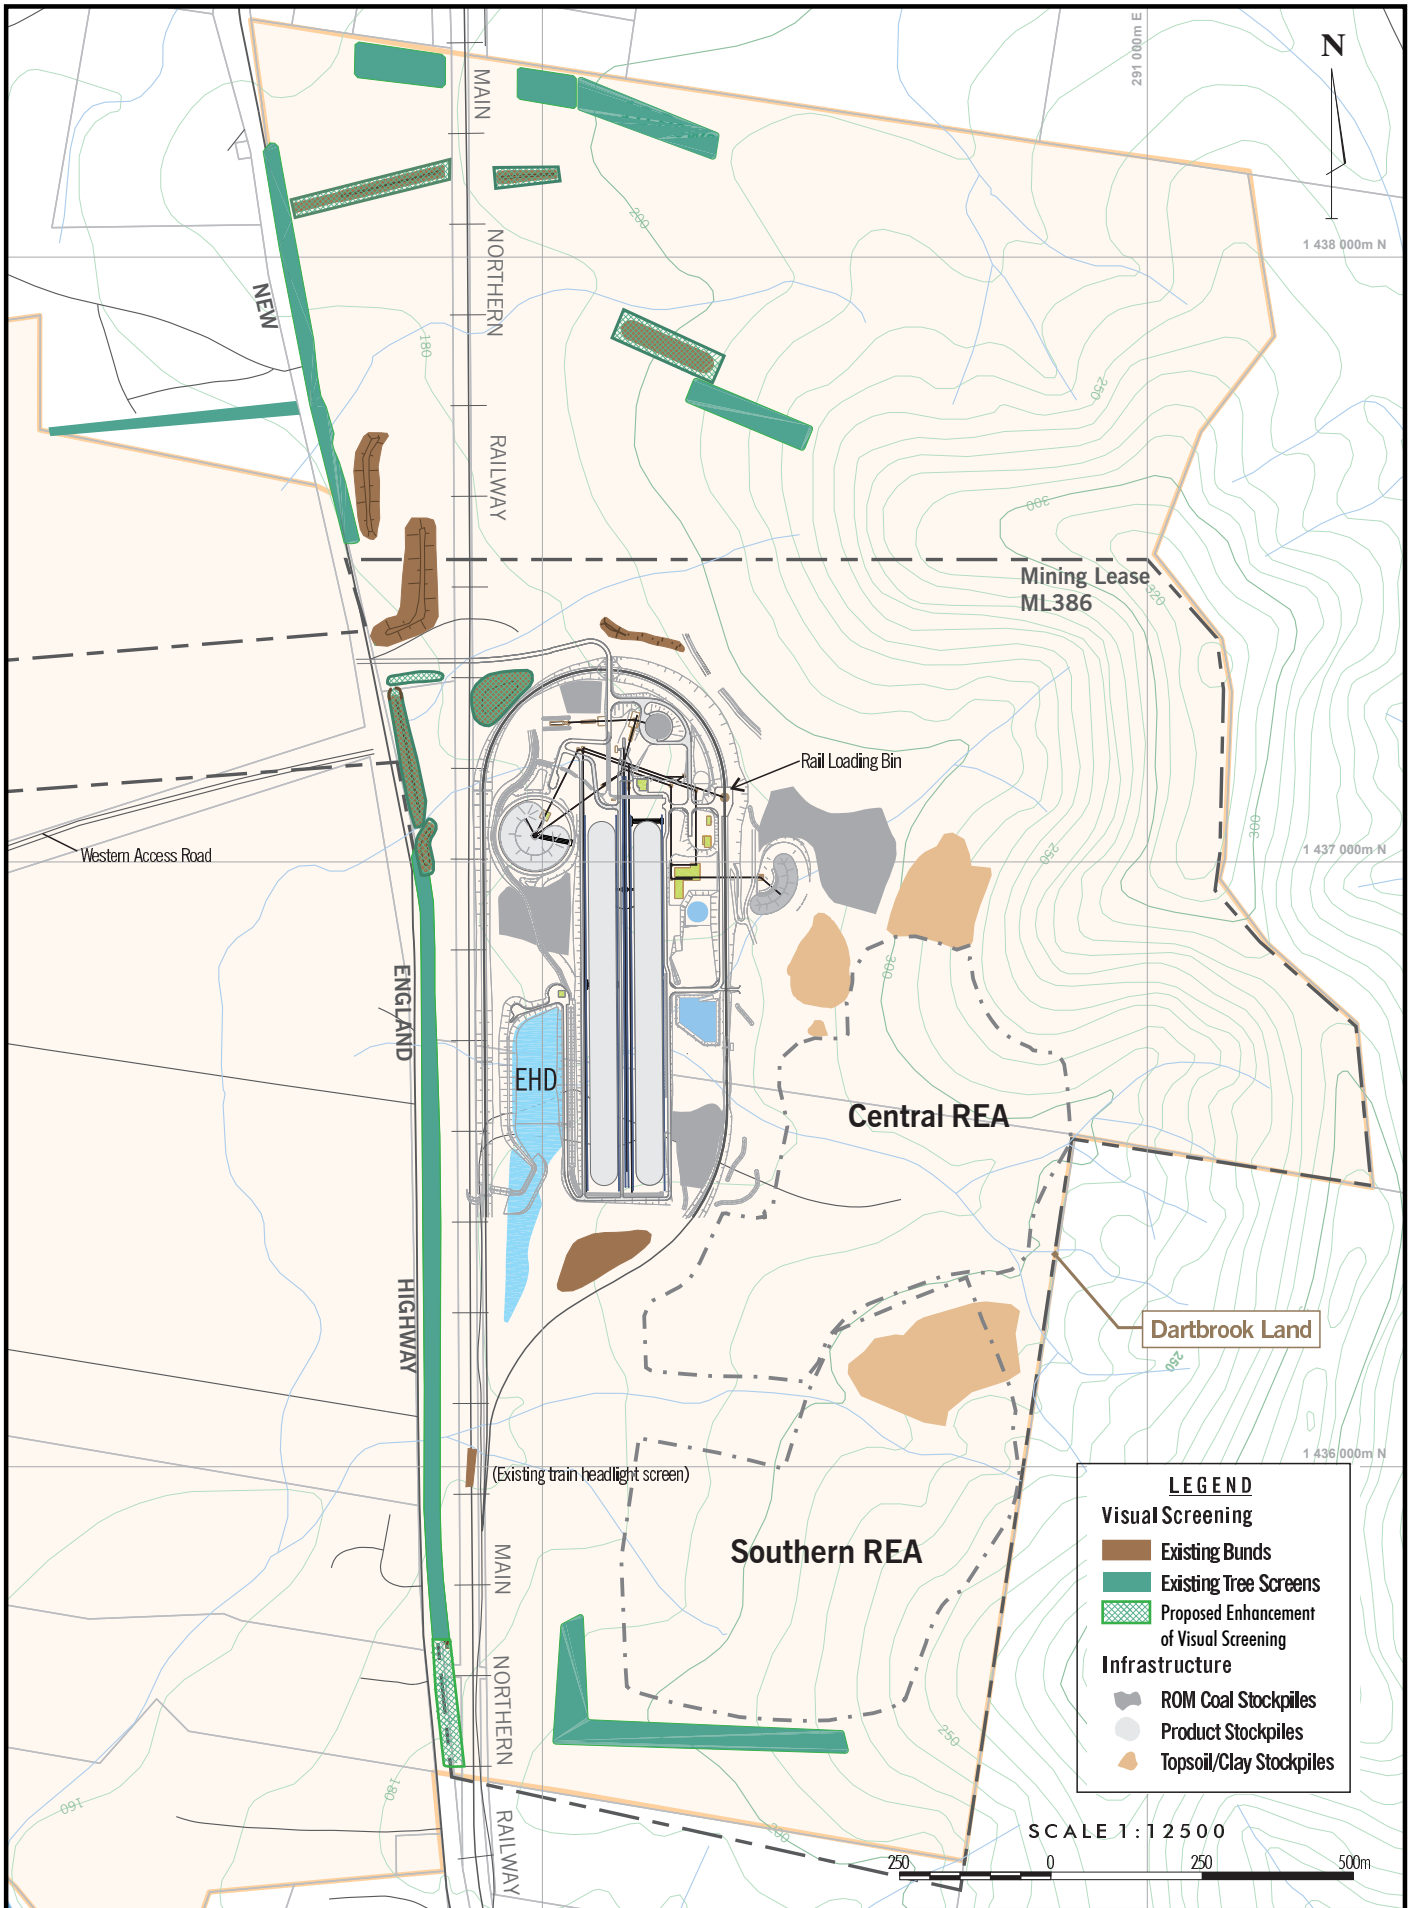 291 000m E
N
MAIN
200
1 438 000m N
NORTHERN
NEW
180
250
RAILWAY
300
Mining Lease
ML386
320
Rail Loading Bin
300
Western Access Road
250
1 437 000m N
300
ENGLAND
EHD
Central REA
HIGHWAY
Dartbrook Land
250
1 436 000m N
(Existing train headlight screen)
LEGEND
Visual Screening
Existing Bunds
Existing Tree Screens
Proposed Enhancement
of Visual Screening
Infrastructure
ROM Coal Stockpiles
Product Stockpiles
Topsoil/Clay Stockpiles
Southern REA
MAIN
NORTHERN
250
180
160
RAILWAY
200
SCALE 1:12500
250 0 250 500m